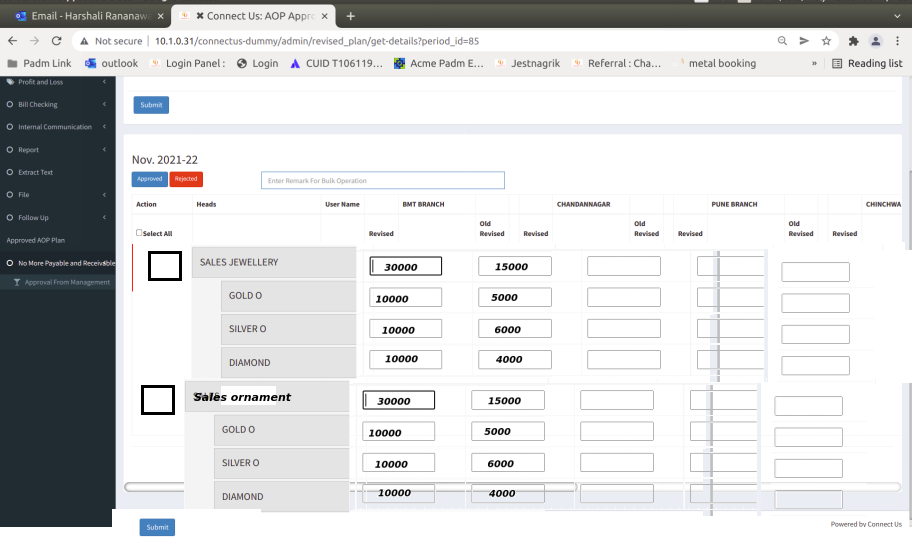 Email - Harshali Rananaw
Connect Us: AOP Appro
Not secure | 10.1.0.31/connectus-dummy/admin/revised_plan/get-details?period_id=85
Padm Link outlook Login Panel : Login CUID T106119... Acme Padm E... Jestnagrik Referral : Cha... metal booking » Reading list
Profit and Loss
Bill Checking
Internal Communication
Report
Extract Text
File
Follow Up
Approved AOP Plan
No More Payable and Receivable
Approval From Management
Submit
Nov. 2021-22
Approved Rejected Enter Remark For Bulk Operation
Action Heads User Name BMT BRANCH CHANDANNAGAR PUNE BRANCH CHINCHWA
Select All Revised Old Revised Revised Old Revised Revised Old Revised Revised
SALES JEWELLERY 30000 15000
GOLD O 10000 5000
SILVER O 10000 6000
DIAMOND 10000 4000
Sales ornament 30000 15000
GOLD O 10000 5000
SILVER O 10000 6000
DIAMOND 10000 4000
Submit
Powered by Connect Us